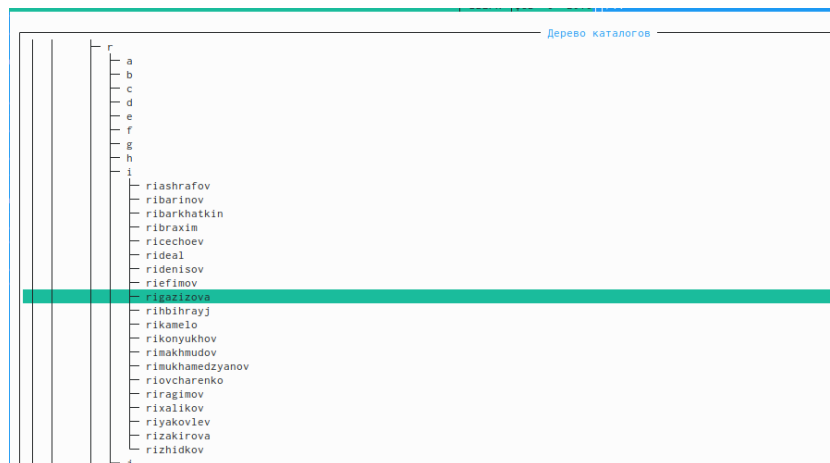 Дерево каталогов
r
a
b
c
d
e
f
g
h
i
riashrafov
ribarinov
ribarkhatkin
ribraxim
ricechoev
rideal
ridenisov
riefimov
rigazizova
rihbihrayj
rikamelo
rikonyukhov
rimakhmudov
rimukhamedzyanov
riovcharenko
riragimov
rixalikov
riyakovlev
rizakirova
rizhidkov